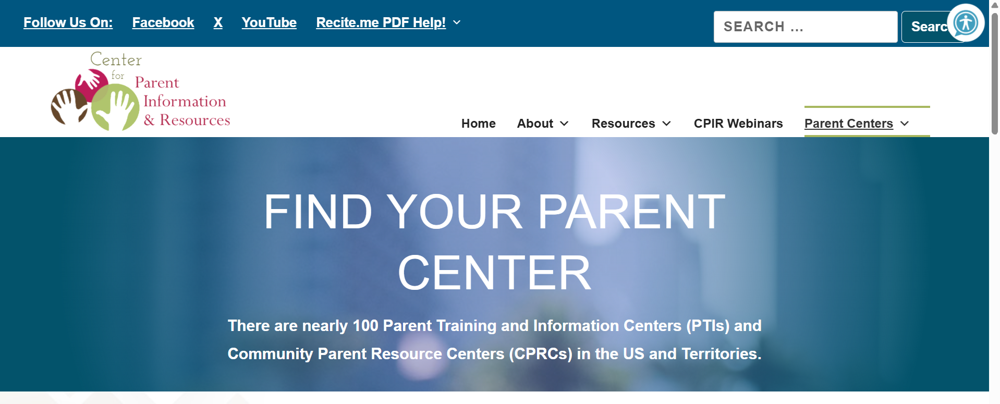 Follow Us On: Facebook X YouTube Recite.me PDF Help!
SEARCH ...
Center
for
Parent
Information
& Resources
Home About Resources CPIR Webinars Parent Centers
FIND YOUR PARENT
CENTER
There are nearly 100 Parent Training and Information Centers (PTIs) and
Community Parent Resource Centers (CPRCs) in the US and Territories.